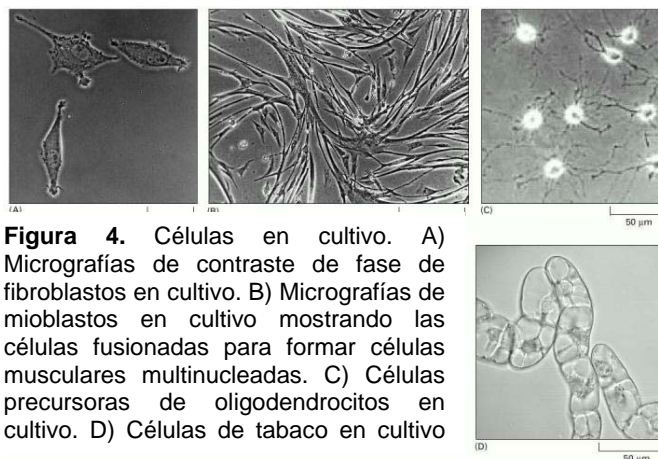 (A)
(B)
(C)
50 µm
Figura 4. Células en cultivo. A)
Micrografías de contraste de fase de
fibroblastos en cultivo. B) Micrografías de
mioblastos en cultivo mostrando las
células fusionadas para formar células
musculares multinucleadas. C) Células
precursoras de oligodendrocitos en
cultivo. D) Células de tabaco en cultivo
(D)
50 µm